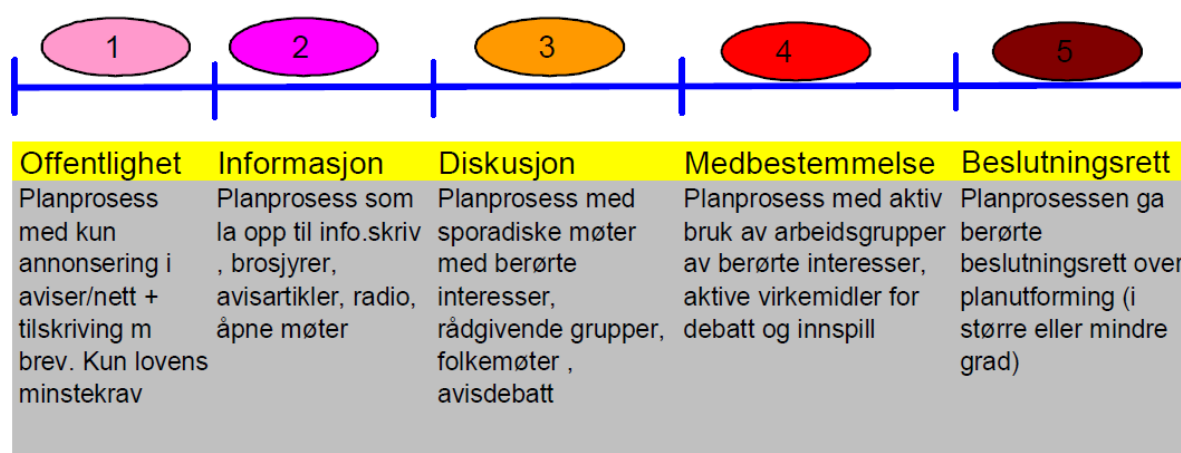 1
2
3
4
5
Offentlighet
Planprosess
med kun
annonsering i
aviser/nett +
tilskriving m
brev. Kun lovens
minstekrav
Informasjon
Planprosess som
la opp til info.skriv
, brosjyrer,
avisartikler, radio,
åpne møter
Diskusjon
Planprosess med
sporadiske møter
med berørte
interesser,
rådgivende grupper,
folkemøter ,
avisdebatt
Medbestemmelse
Planprosess med aktiv
bruk av arbeidsgrupper
av berørte interesser,
aktive virkemidler for
debatt og innspill
Beslutningsrett
Planprosessen ga
berørte
beslutningsrett over
planutforming (i
større eller mindre
grad)